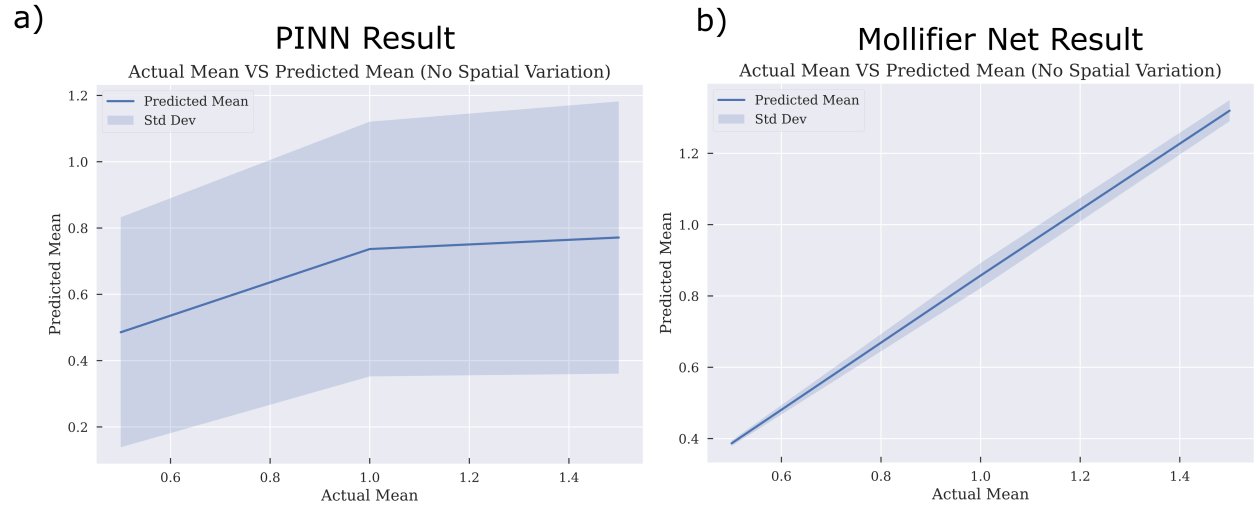 a)
PINN Result
Actual Mean VS Predicted Mean (No Spatial Variation)
Predicted Mean
Std Dev
1.2
1.0
0.8
0.6
0.4
0.2
Predicted Mean
0.6
0.8
1.0
1.2
1.4
Actual Mean
b)
Mollifier Net Result
Actual Mean VS Predicted Mean (No Spatial Variation)
Predicted Mean
Std Dev
1.2
1.0
0.8
0.6
0.4
Predicted Mean
0.6
0.8
1.0
1.2
1.4
Actual Mean